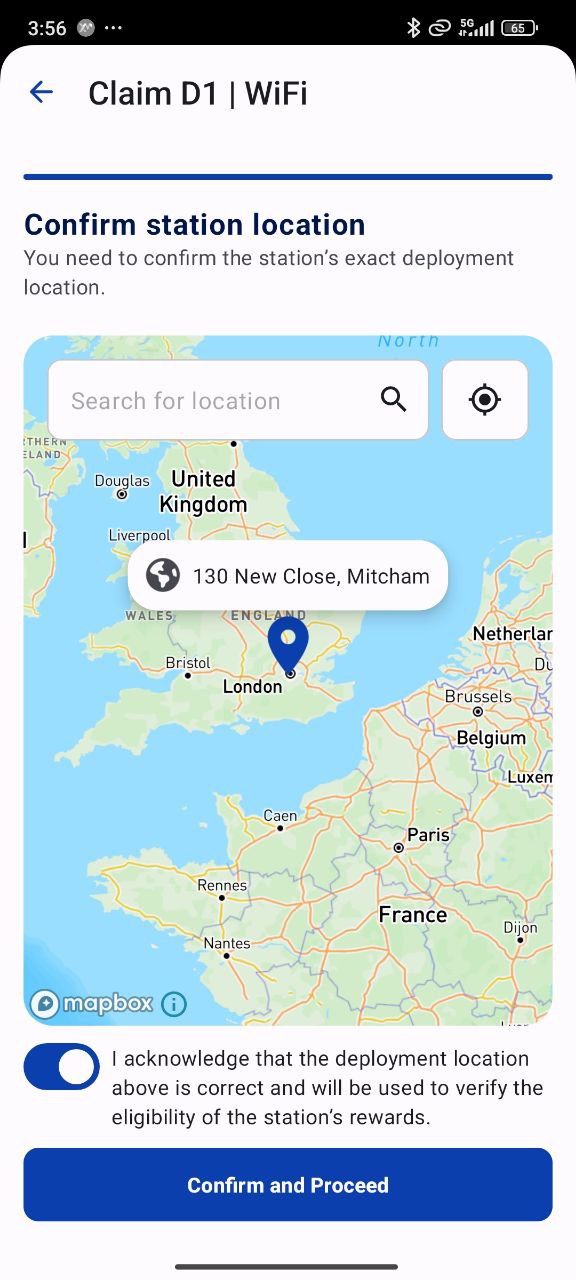 3:56 ··· 5G 65
Claim D1 | WiFi
Confirm station location
You need to confirm the station's exact deployment
location.
North
Search for location
THERN
ELAND
Douglas
United
Kingdom
Liverpool
130 New Close, Mitcham
WALES
ENGLAND
Netherlar
Bristol
Du
London
Brussels
Belgium
Luxem
Caen
Paris
Rennes
France
Dijon
Nantes
mapbox
I acknowledge that the deployment location
above is correct and will be used to verify the
eligibility of the station's rewards.
Confirm and Proceed